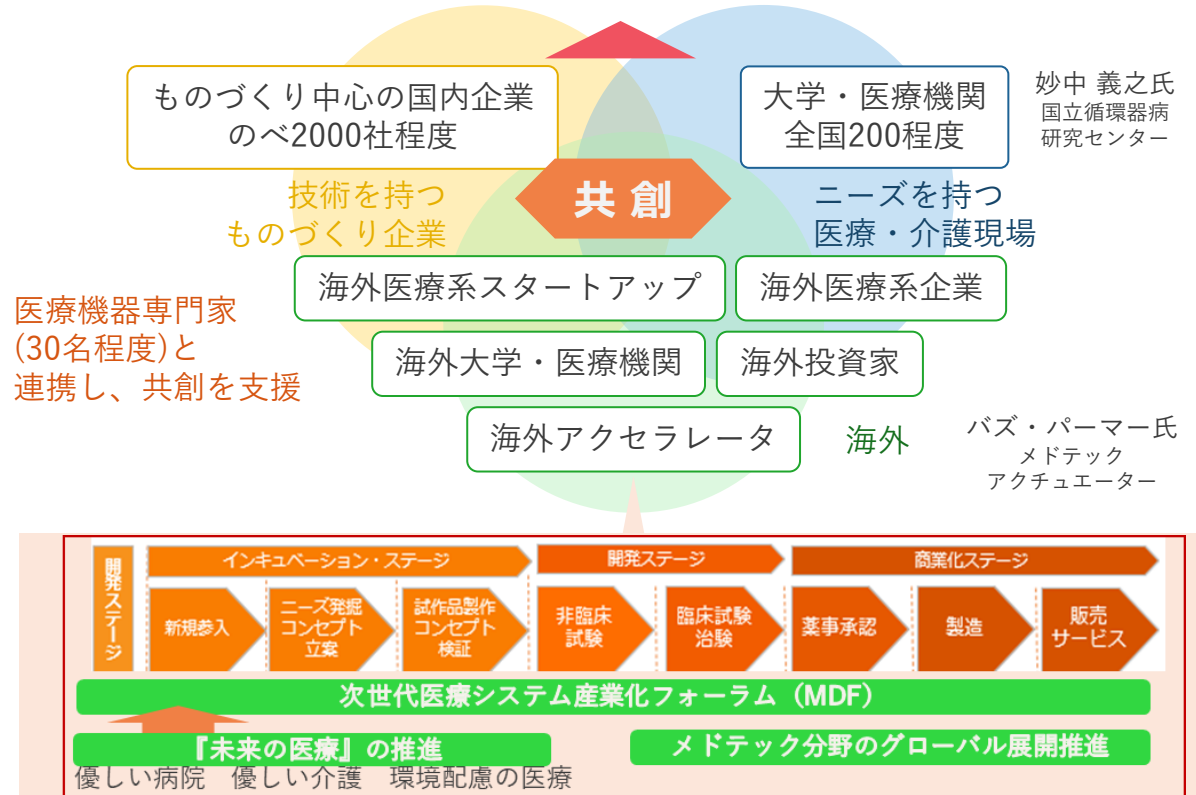 ものづくり中心の国内企業
のべ2000社程度
大学・医療機関
全国200程度
妙中 義之氏
国立循環器病
研究センター
共 創
技術を持つ
ものづくり企業
ニーズを持つ
医療・介護現場
海外医療系スタートアップ
海外医療系企業
医療機器専門家
(30名程度)と
連携し、共創を支援
海外大学・医療機関
海外投資家
海外アクセラレータ
海外
バズ・パーマー氏
メドテック
アクチュエーター
開発ステージ
インキュベーション・ステージ
開発ステージ
商業化ステージ
新規参入
ニーズ発掘
コンセプト
立案
試作品製作
コンセプト
検証
非臨床
試験
臨床試験
治験
薬事承認
製造
販売
サービス
次世代医療システム産業化フォーラム（MDF）
『未来の医療』の推進
メドテック分野のグローバル展開推進
優しい病院　優しい介護　環境配慮の医療